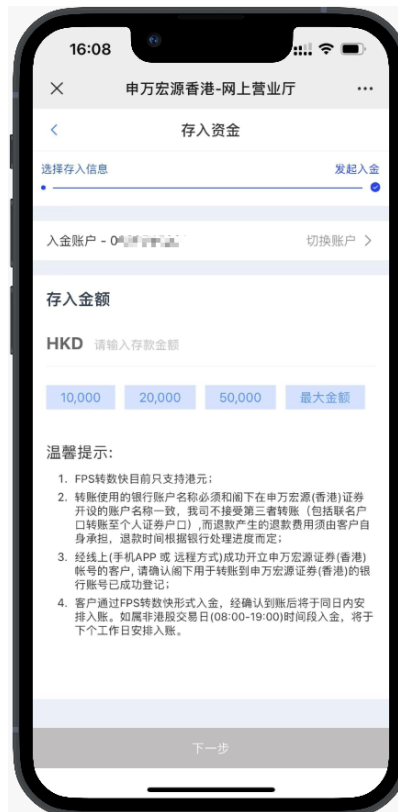 16:08
申万宏源香港-网上营业厅
存入资金
选择存入信息 发起入金
入金账户 - 0 切换账户
存入金额
HKD 请输入存款金额
10,000 20,000 50,000 最大金额
温馨提示:
1. FPS转数快目前只支持港元；
2. 转账使用的银行账户名称必须和阁下在申万宏源(香港)证券
开设的账户名称一致，我司不接受第三者转账（包括联名户
口转账至个人证券户口）,而退款产生的退款费用须由客户自
身承担，退款时间根据银行处理进度而定；
3. 经线上(手机APP 或 远程方式)成功开立申万宏源证券(香港)
帐号的客户, 请确认阁下用于转账到申万宏源证券(香港)的银
行账号已成功登记；
4. 客户通过FPS转数快形式入金，经确认到账后将于同日内安
排入账。如属非港股交易日(08:00-19:00)时间段入金，将于
下个工作日安排入账。
下一步